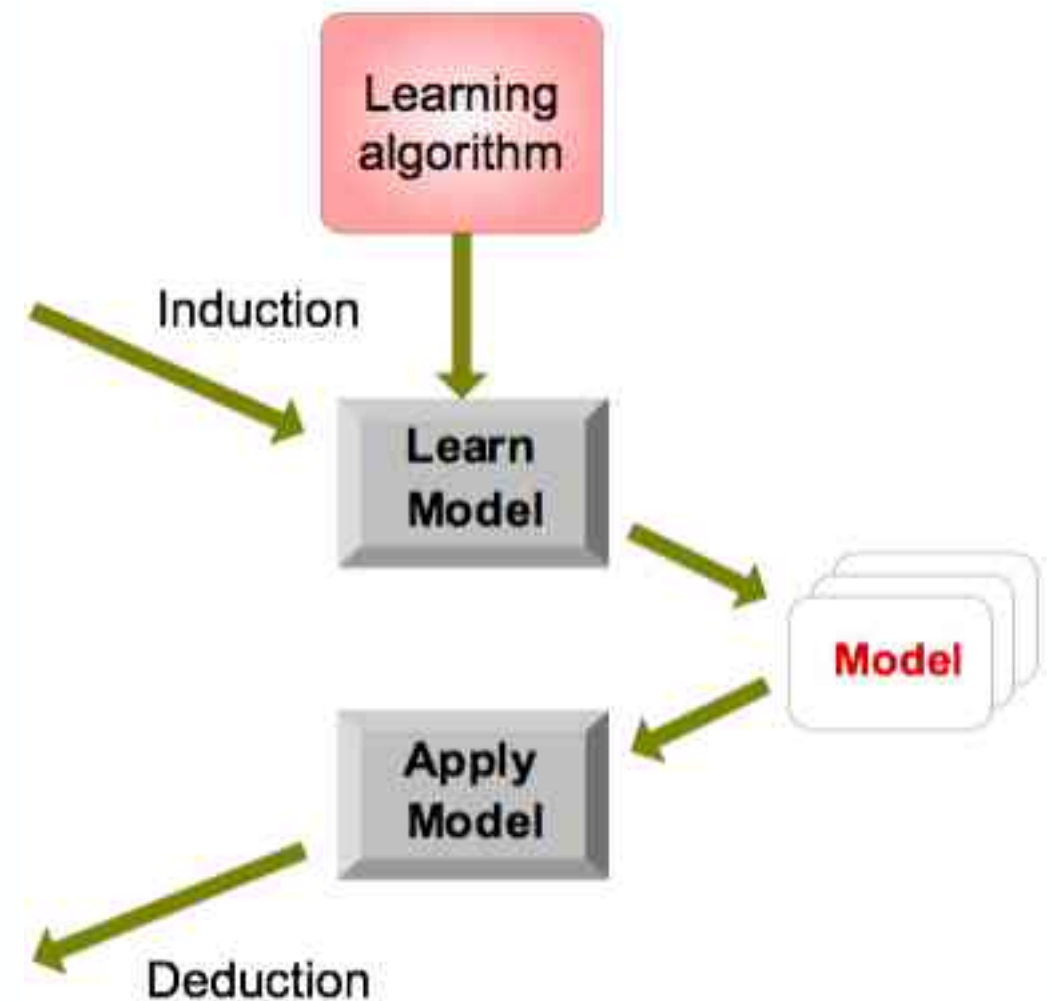 Learning
algorithm
Induction
Learn
Model
Model
Apply
Model
Deduction